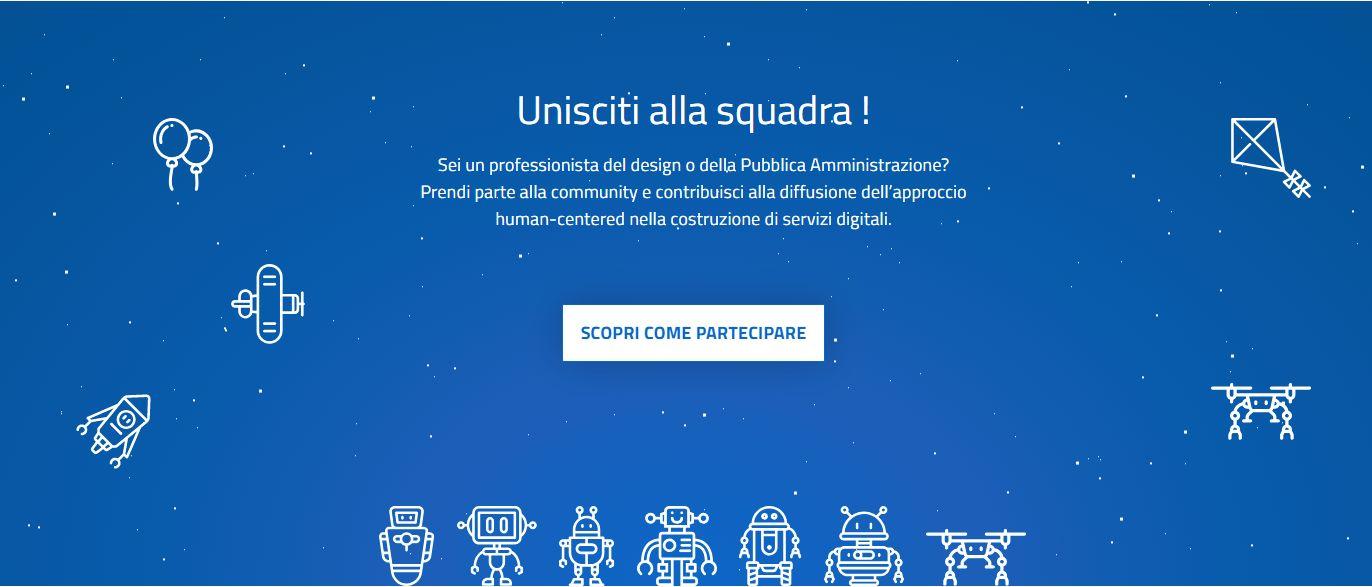 Unisciti alla squadra !
Sei un professionista del design o della Pubblica Amministrazione?
Prendi parte alla community e contribuisci alla diffusione dell’approccio
human-centered nella costruzione di servizi digitali.
SCOPRI COME PARTECIPARE